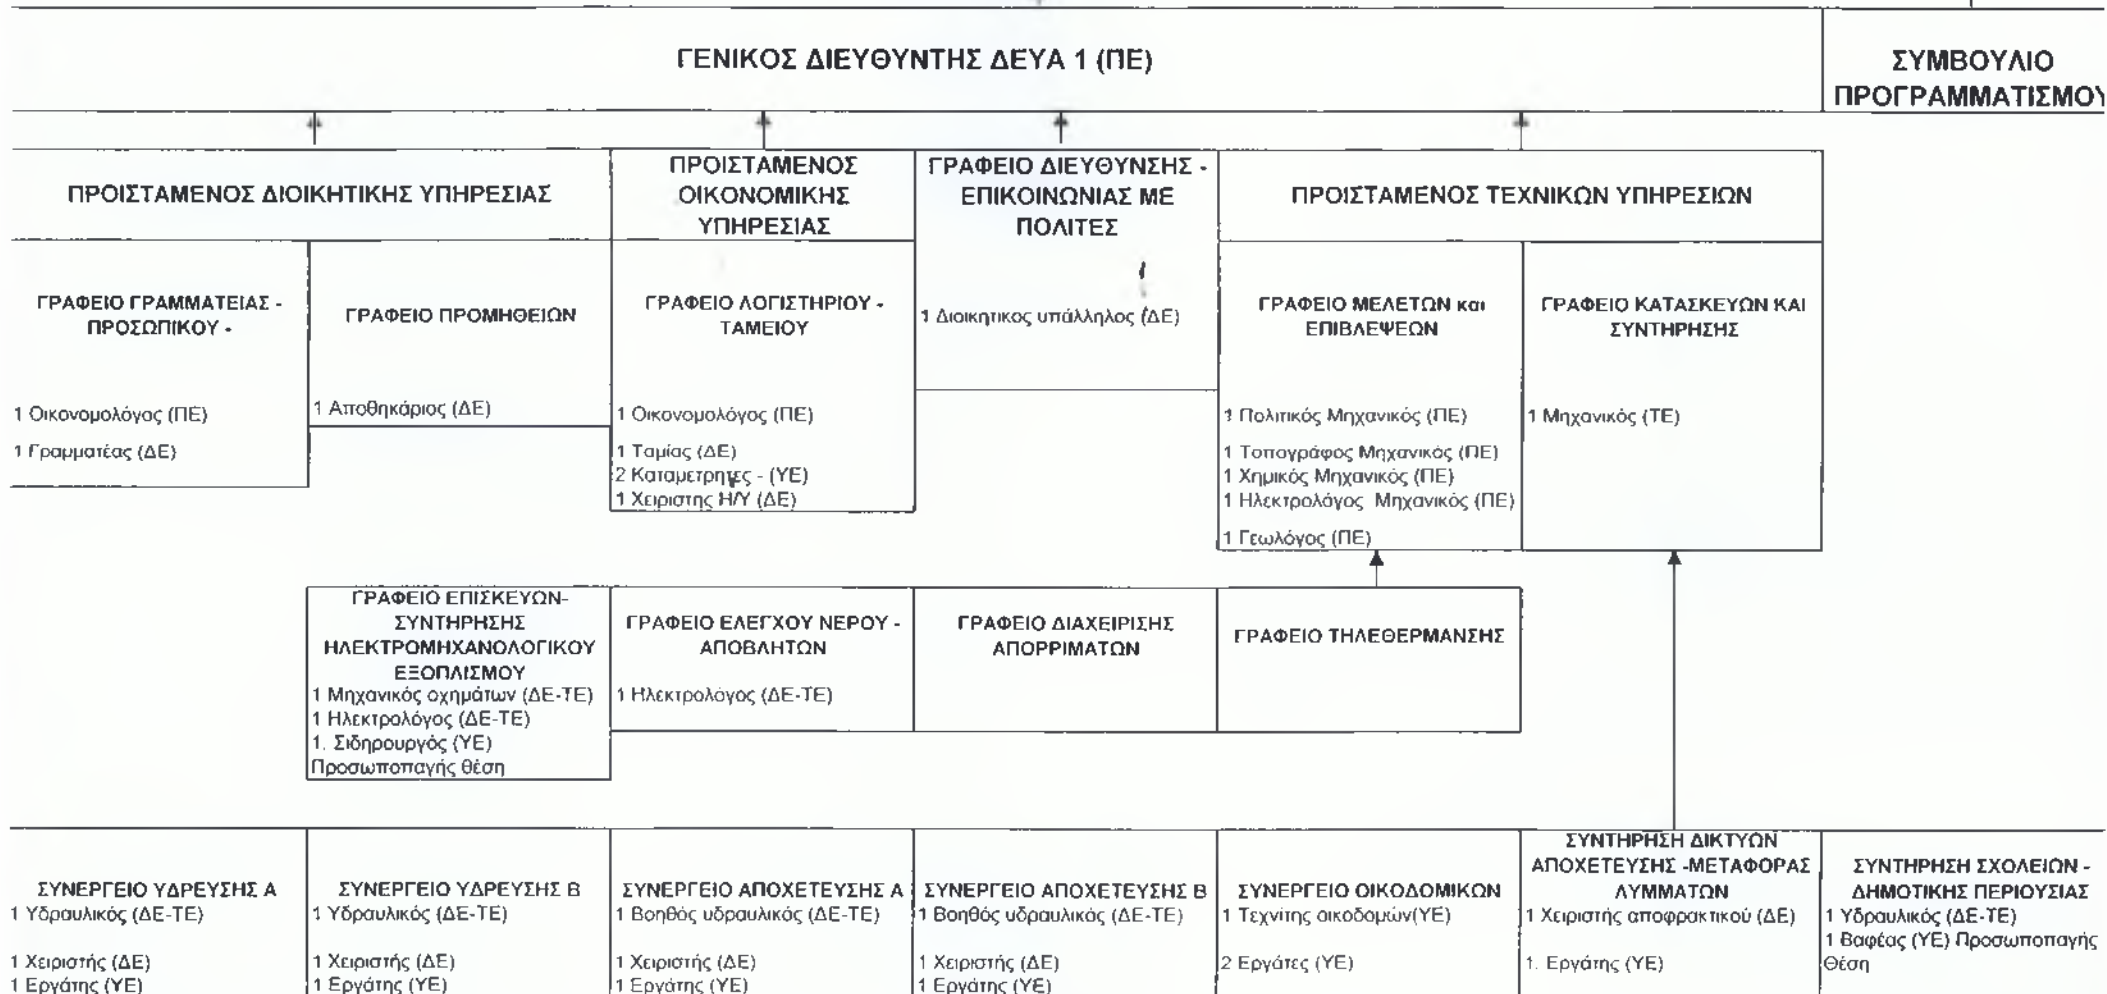 ΓΕΝΙΚΟΣ ΔΙΕΥΘΥΝΤΗΣ ΔΕΥΑ 1 (ΠΕ)
ΣΥΜΒΟΥΛΙΟ
ΠΡΟΓΡΑΜΜΑΤΙΣΜΟΥ
ΠΡΟΙΣΤΑΜΕΝΟΣ ΔΙΟΙΚΗΤΙΚΗΣ ΥΠΗΡΕΣΙΑΣ
ΠΡΟΙΣΤΑΜΕΝΟΣ
ΟΙΚΟΝΟΜΙΚΗΣ
ΥΠΗΡΕΣΙΑΣ
ΓΡΑΦΕΙΟ ΔΙΕΥΘΥΝΣΗΣ -
ΕΠΙΚΟΙΝΩΝΙΑΣ ΜΕ
ΠΟΛΙΤΕΣ
ΠΡΟΙΣΤΑΜΕΝΟΣ ΤΕΧΝΙΚΩΝ ΥΠΗΡΕΣΙΩΝ
ΓΡΑΦΕΙΟ ΓΡΑΜΜΑΤΕΙΑΣ -
ΠΡΟΣΩΠΙΚΟΥ -
1 Οικονομολόγος (ΠΕ)
1 Γραμματέας (ΔΕ)
ΓΡΑΦΕΙΟ ΠΡΟΜΗΘΕΙΩΝ
1 Αποθηκάριος (ΔΕ)
ΓΡΑΦΕΙΟ ΛΟΓΙΣΤΗΡΙΟΥ -
ΤΑΜΕΙΟΥ
1 Οικονομολόγος (ΠΕ)
1 Ταμίας (ΔΕ)
2 Καταμετρητες - (ΥΕ)
1 Χειριστης Η/Υ (ΔΕ)
1 Διοικητικος υπάλληλος (ΔΕ)
ΓΡΑΦΕΙΟ ΜΕΛΕΤΩΝ και
ΕΠΙΒΛΕΨΕΩΝ
1 Πολιτικός Μηχανικός (ΠΕ)
1 Τοπογράφος Μηχανικός (ΠΕ)
1 Χημικός Μηχανικός (ΠΕ)
1 Ηλεκτρολόγος Μηχανικός (ΠΕ)
1 Γεωλόγος (ΠΕ)
ΓΡΑΦΕΙΟ ΚΑΤΑΣΚΕΥΩΝ ΚΑΙ
ΣΥΝΤΗΡΗΣΗΣ
1 Μηχανικός (ΤΕ)
ΓΡΑΦΕΙΟ ΕΠΙΣΚΕΥΩΝ-
ΣΥΝΤΗΡΗΣΗΣ
ΗΛΕΚΤΡΟΜΗΧΑΝΟΛΟΓΙΚΟΥ
ΕΞΟΠΛΙΣΜΟΥ
1 Μηχανικός οχημάτων (ΔΕ-ΤΕ)
1 Ηλεκτρολόγος (ΔΕ-ΤΕ)
1. Σιδηρουργός (ΥΕ)
Προσωποπαγής θέση
ΓΡΑΦΕΙΟ ΕΛΕΓΧΟΥ ΝΕΡΟΥ -
ΑΠΟΒΛΗΤΩΝ
1 Ηλεκτρολόγος (ΔΕ-ΤΕ)
ΓΡΑΦΕΙΟ ΔΙΑΧΕΙΡΙΣΗΣ
ΑΠΟΡΡΙΜΑΤΩΝ
ΓΡΑΦΕΙΟ ΤΗΛΕΘΕΡΜΑΝΣΗΣ
ΣΥΝΕΡΓΕΙΟ ΥΔΡΕΥΣΗΣ Α
1 Υδραυλικός (ΔΕ-ΤΕ)
1 Χειριστής (ΔΕ)
1 Εργάτης (ΥΕ)
ΣΥΝΕΡΓΕΙΟ ΥΔΡΕΥΣΗΣ Β
1 Υδραυλικός (ΔΕ-ΤΕ)
1 Χειριστής (ΔΕ)
1 Εργάτης (ΥΕ)
ΣΥΝΕΡΓΕΙΟ ΑΠΟΧΕΤΕΥΣΗΣ Α
1 Βοηθός υδραυλικός (ΔΕ-ΤΕ)
1 Χειριστής (ΔΕ)
1 Εργάτης (ΥΕ)
ΣΥΝΕΡΓΕΙΟ ΑΠΟΧΕΤΕΥΣΗΣ Β
1 Βοηθός υδραυλικός (ΔΕ-ΤΕ)
1 Χειριστής (ΔΕ)
1 Εργάτης (ΥΕ)
ΣΥΝΕΡΓΕΙΟ ΟΙΚΟΔΟΜΙΚΩΝ
1 Τεχνίτης οικοδομών(ΥΕ)
2 Εργάτες (ΥΕ)
ΣΥΝΤΗΡΗΣΗ ΔΙΚΤΥΩΝ
ΑΠΟΧΕΤΕΥΣΗΣ -ΜΕΤΑΦΟΡΑΣ
ΛΥΜΜΑΤΩΝ
1 Χειριστής αποφρακτικού (ΔΕ)
1. Εργάτης (ΥΕ)
ΣΥΝΤΗΡΗΣΗ ΣΧΟΛΕΙΩΝ -
ΔΗΜΟΤΙΚΗΣ ΠΕΡΙΟΥΣΙΑΣ
1 Υδραυλικός (ΔΕ-ΤΕ)
1 Βαφέας (ΥΕ) Προσωποπαγής
Θέση